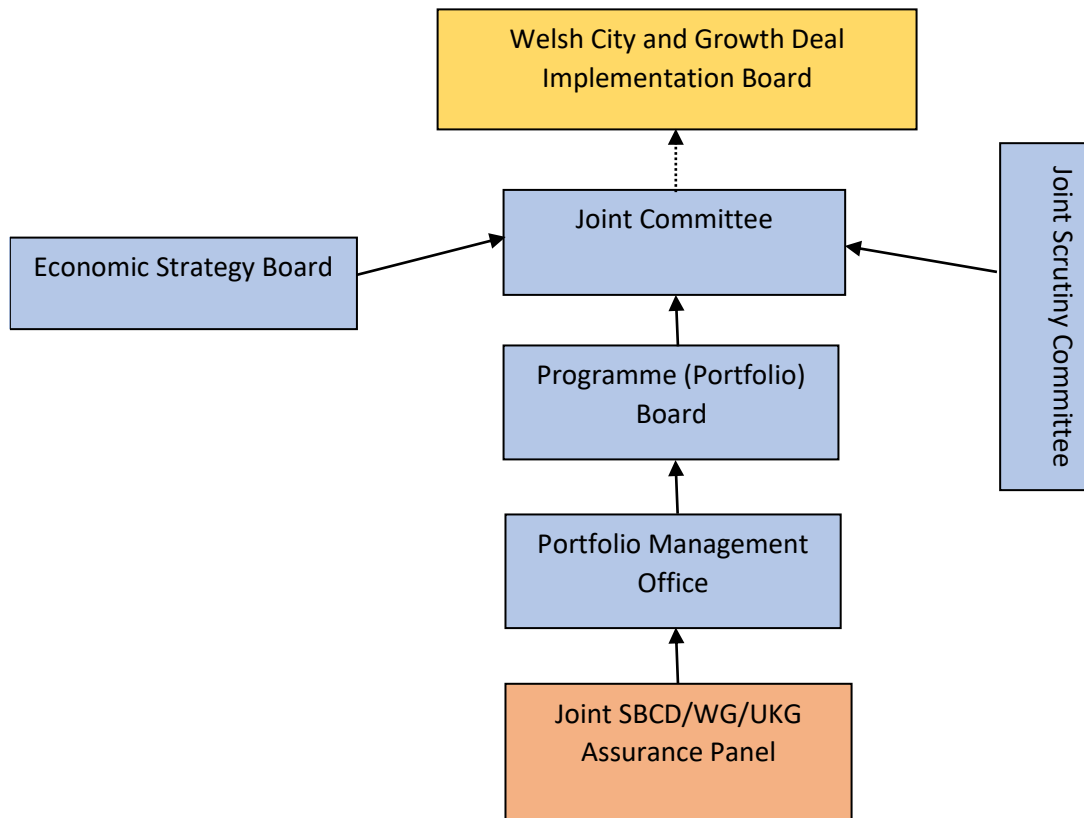 Welsh City and Growth Deal
Implementation Board
Joint Committee
Joint Scrutiny Committee
Economic Strategy Board
Programme (Portfolio)
Board
Portfolio Management
Office
Joint SBCD/WG/UKG
Assurance Panel